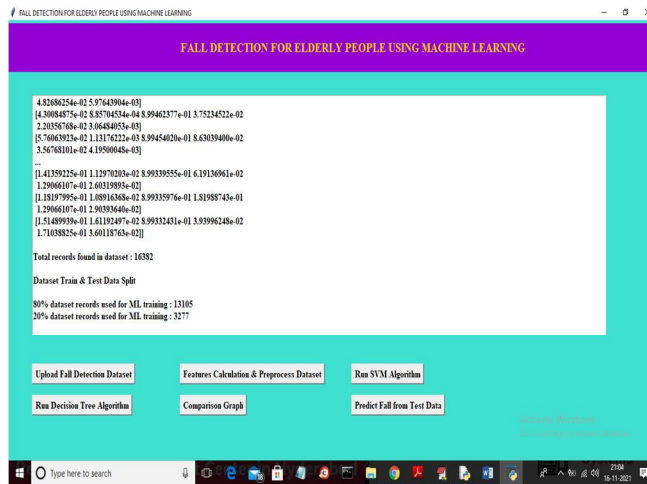 FALL DETECTION FOR ELDERLY PEOPLE USING MACHINE LEARNING
FALL DETECTION FOR ELDERLY PEOPLE USING MACHINE LEARNING
4.82686254e-02 5.97643904e-03]
[4.30084875e-02 8.85704534e-04 8.99462377e-01 3.75234522e-02
2.20356768e-02 3.06484053e-03]
[5.76063923e-02 1.13176222e-03 8.99454020e-01 8.63039400e-02
3.56768101e-02 4.19500048e-03]
...
[1.41359225e-01 1.12970203e-02 8.99339555e-01 6.19136961e-02
1.29066107e-01 2.60319893e-02]
[1.18197995e-01 1.08916368e-02 8.99335976e-01 1.81988743e-01
1.29066107e-01 2.90393640e-02]
[1.51489939e-01 1.61192497e-02 8.99332431e-01 3.93996248e-02
1.71038825e-01 3.60118763e-02]]
Total records found in dataset : 16382
Dataset Train & Test Data Split
80% dataset records used for ML training : 13105
20% dataset records used for ML training : 3277
Upload Fall Detection Dataset
Features Calculation & Preprocess Dataset
Run SVM Algorithm
Run Decision Tree Algorithm
Comparison Graph
Predict Fall from Test Data
Type here to search
21:04
16-11-2021